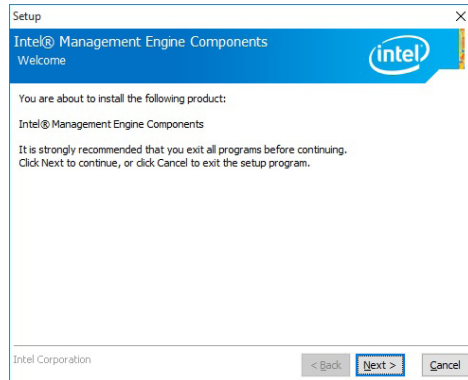 Setup
Intel® Management Engine Components
Welcome
intel
You are about to install the following product:
Intel® Management Engine Components
It is strongly recommended that you exit all programs before continuing.
Click Next to continue, or click Cancel to exit the setup program.
Intel Corporation
< Back Next > Cancel